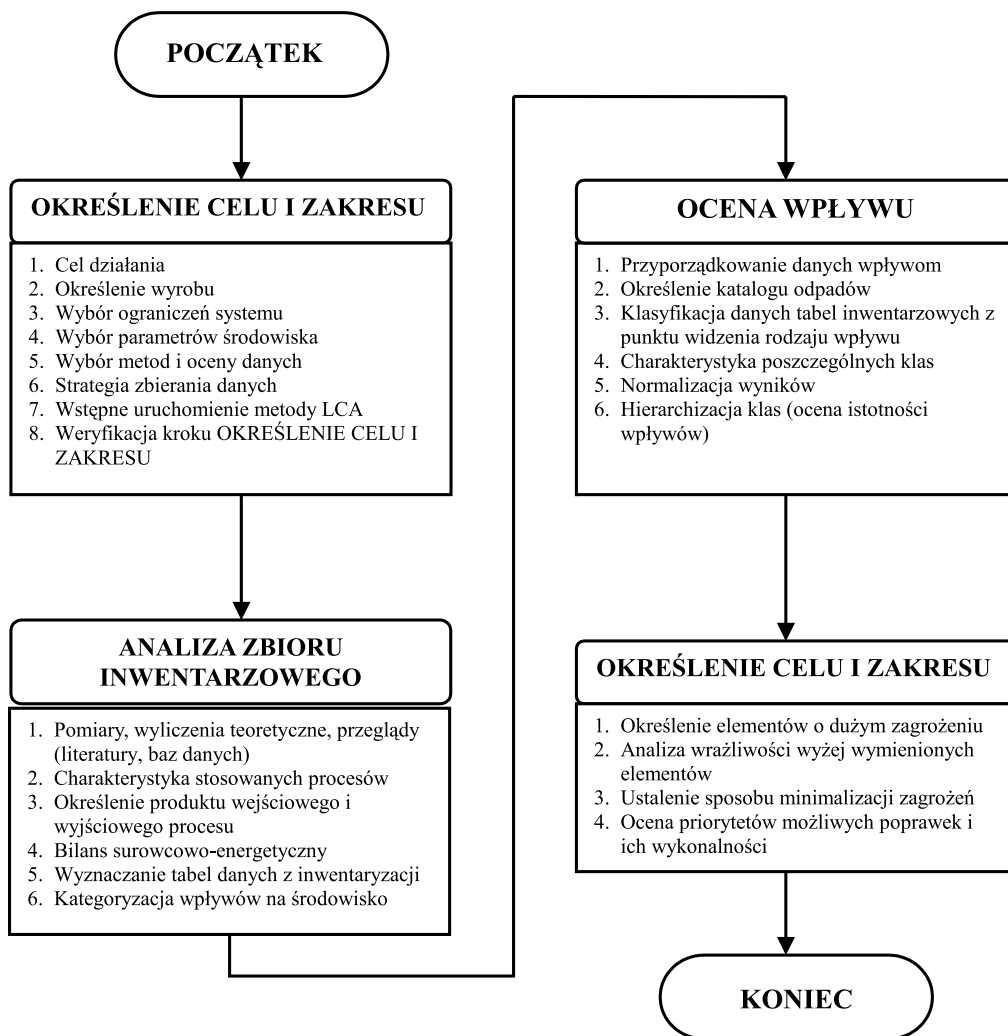 POCZĄTEK
OKREŚLENIE CELU I ZAKRESU
1. Cel działania
2. Określenie wyrobu
3. Wybór ograniczeń systemu
4. Wybór parametrów środowiska
5. Wybór metod i oceny danych
6. Strategia zbierania danych
7. Wstępne uruchomienie metody LCA
8. Weryfikacja kroku OKREŚLENIE CELU I
ZAKRESU
ANALIZA ZBIORU
INWENTARZOWEGO
1. Pomiary, wyliczenia teoretyczne, przeglądy
(literatury, baz danych)
2. Charakterystyka stosowanych procesów
3. Określenie produktu wejściowego i
wyjściowego procesu
4. Bilans surowcowo-energetyczny
5. Wyznaczanie tabel danych z inwentaryzacji
6. Kategoryzacja wpływów na środowisko
OCENA WPŁYWU
1. Przyporządkowanie danych wpływom
2. Określenie katalogu odpadów
3. Klasyfikacja danych tabel inwentarzowych z
punktu widzenia rodzaju wpływu
4. Charakterystyka poszczególnych klas
5. Normalizacja wyników
6. Hierarchizacja klas (ocena istotności
wpływów)
OKREŚLENIE CELU I ZAKRESU
1. Określenie elementów o dużym zagrożeniu
2. Analiza wrażliwości wyżej wymienionych
elementów
3. Ustalenie sposobu minimalizacji zagrożeń
4. Ocena priorytetów możliwych poprawek i
ich wykonalności
KONIEC